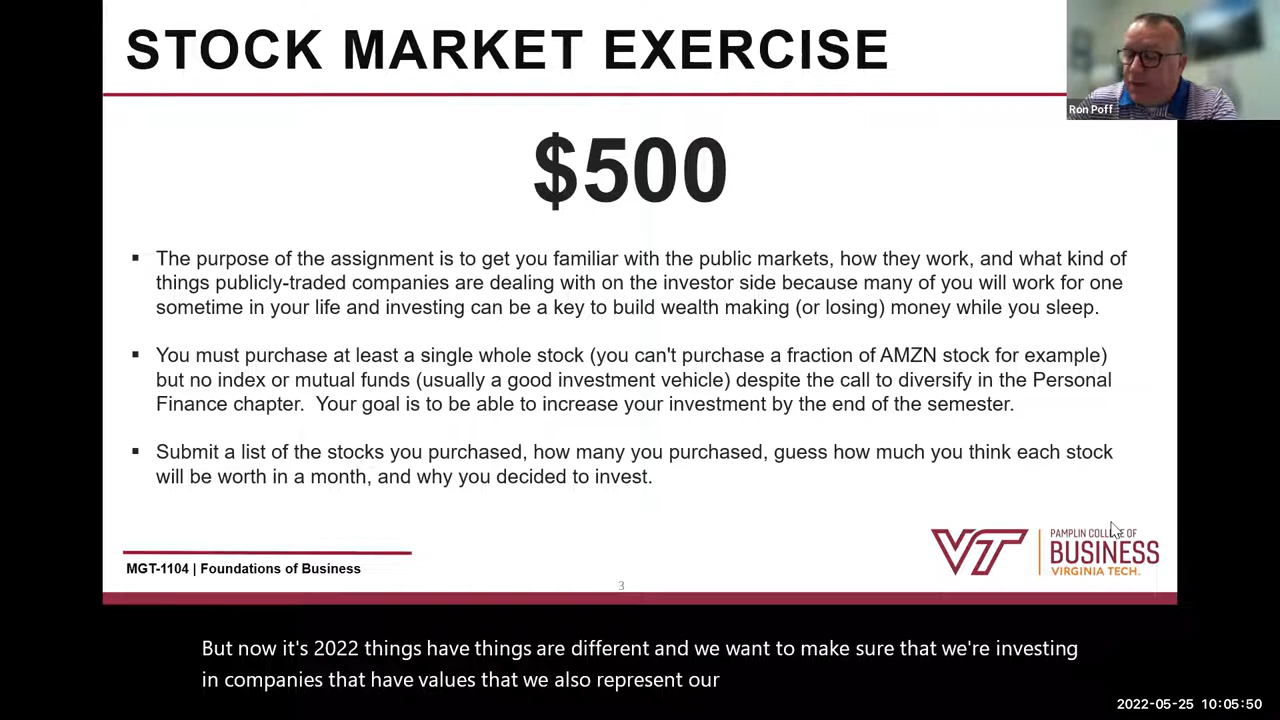 STOCK MARKET EXERCISE
Ron Poff
$500
▪ The purpose of the assignment is to get you familiar with the public markets, how they work, and what kind of
things publicly-traded companies are dealing with on the investor side because many of you will work for one
sometime in your life and investing can be a key to build wealth making (or losing) money while you sleep.
▪ You must purchase at least a single whole stock (you can't purchase a fraction of AMZN stock for example)
but no index or mutual funds (usually a good investment vehicle) despite the call to diversify in the Personal
Finance chapter. Your goal is to be able to increase your investment by the end of the semester.
▪ Submit a list of the stocks you purchased, how many you purchased, guess how much you think each stock
will be worth in a month, and why you decided to invest.
MGT-1104 | Foundations of Business
3
VT
PAMPLIN COLLEGE OF
BUSINESS
VIRGINIA TECH.
But now it's 2022 things have things are different and we want to make sure that we're investing
in companies that have values that we also represent our
2022-05-25 10:05:50